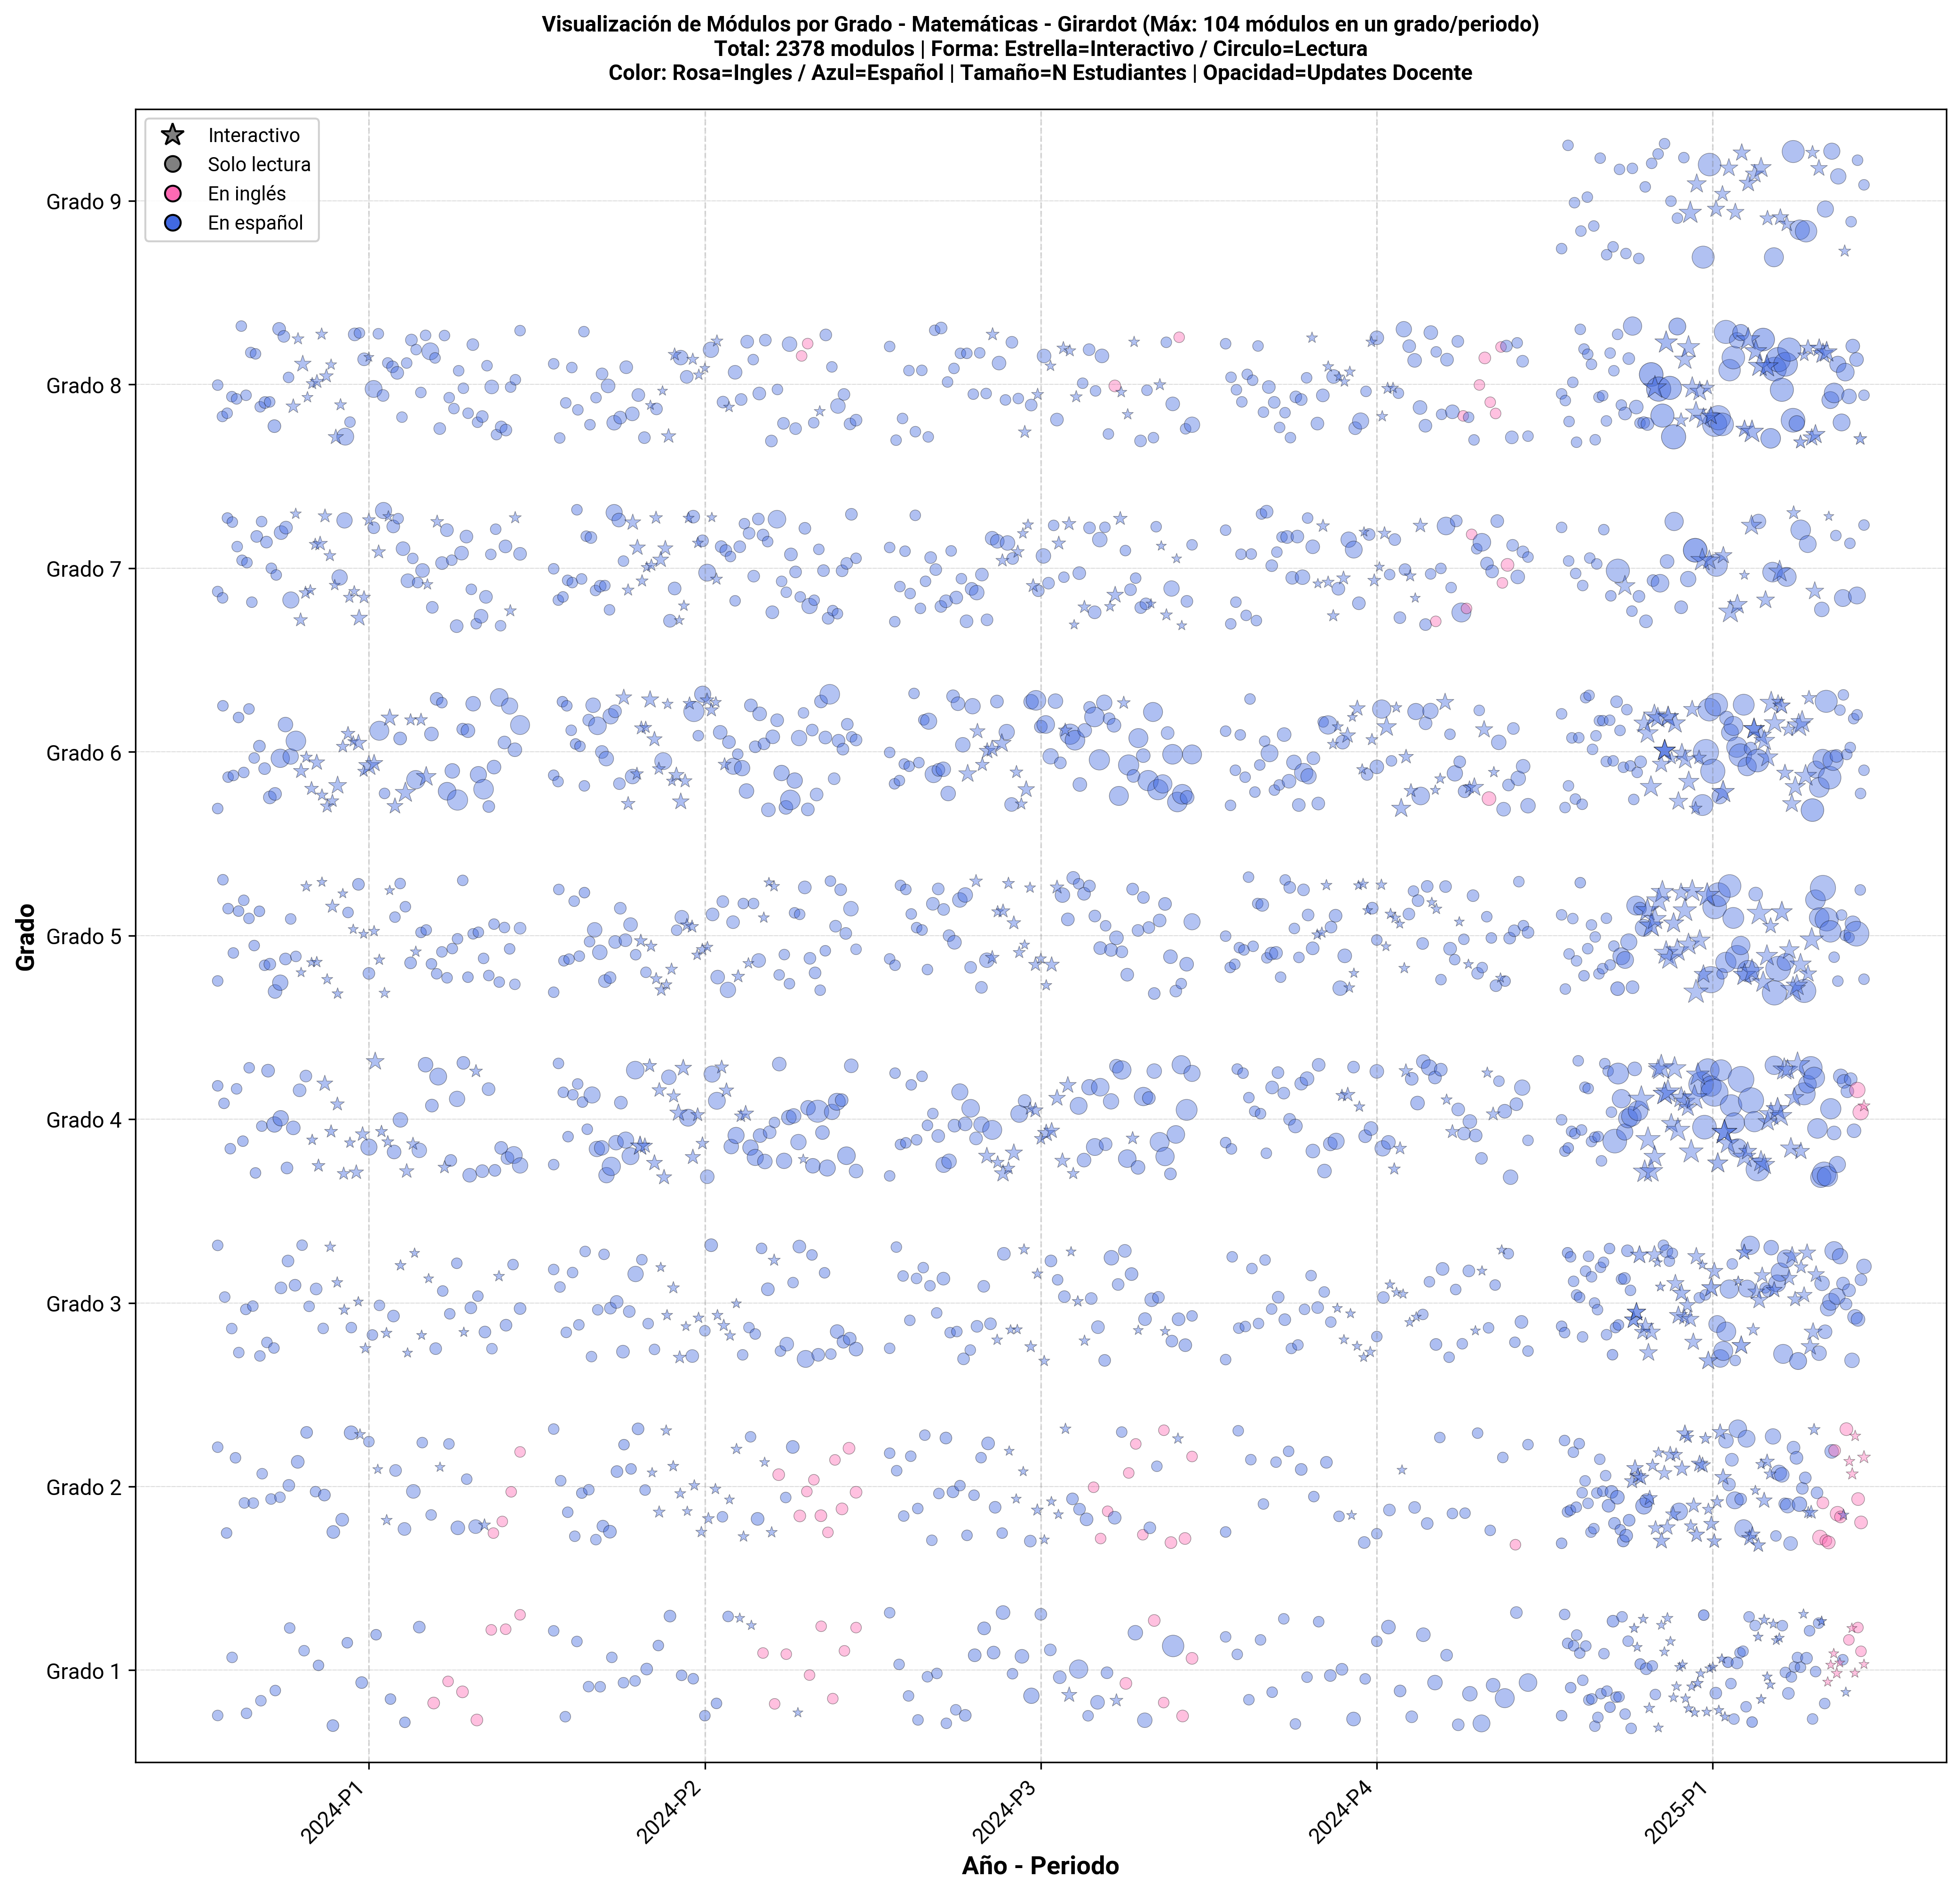 Visualización de Módulos por Grado - Matemáticas - Girardot (Máx: 104 módulos en un grado/periodo)
Total: 2378 modulos | Forma: Estrella=Interactivo / Circulo=Lectura
Color: Rosa=Ingles / Azul=Español | Tamaño=N Estudiantes | Opacidad=Updates Docente
Interactivo
Solo lectura
En inglés
En español
Grado 9
Grado 8
Grado 7
Grado 6
Grado 5
Grado 4
Grado 3
Grado 2
Grado 1
Grado
2024-P1
2024-P2
2024-P3
2024-P4
2025-P1
Año - Periodo